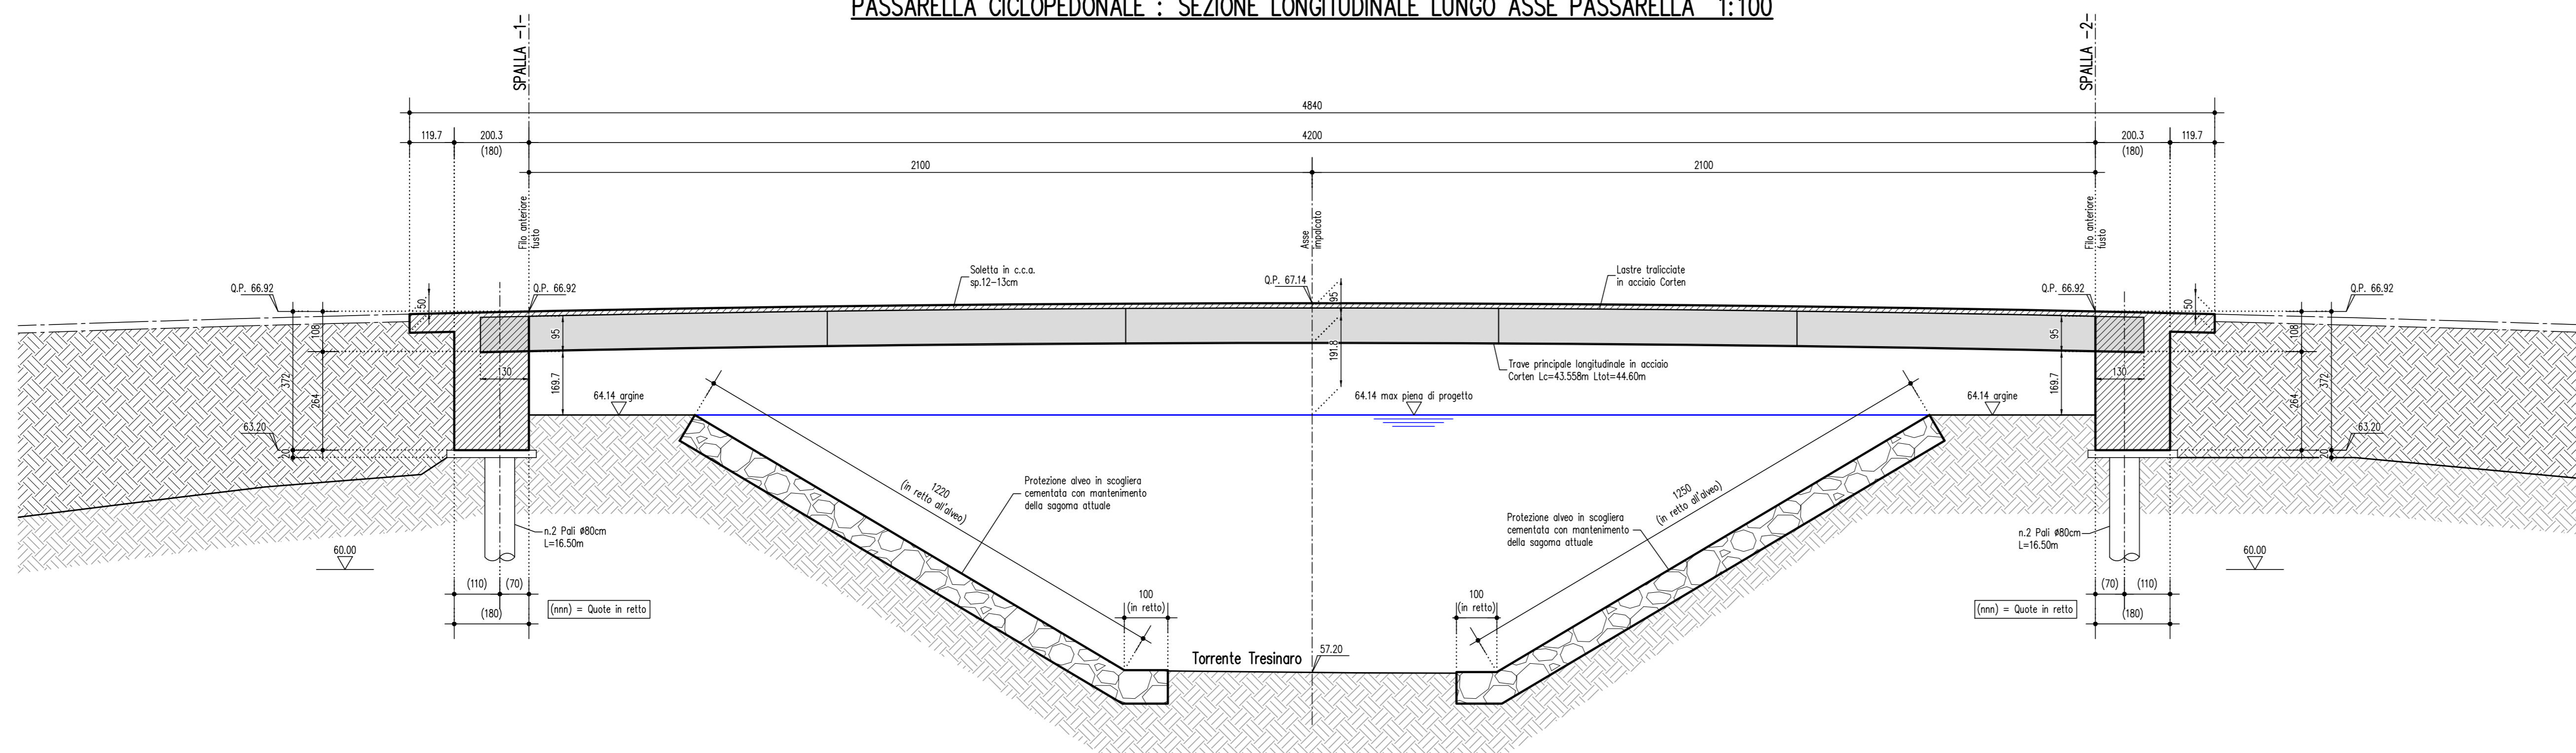 PASSARELLA CICLOPEDONALE : SEZIONE LONGITUDINALE LUNGO ASSE PASSARELLA 1:100
SPALLA -1-
SPALLA -2-
4840
119.7
200.3
(180)
4200
200.3
(180)
119.7
2100
2100
Filo anteriore
fusto
Asse
impalcato
Filo anteriore
fusto
Q.P. 66.92
50
Q.P. 66.92
Soletta in c.c.a.
sp.12-13cm
Q.P. 67.14
95
Lastre tralicciate
in acciaio Corten
Q.P. 66.92
50
Q.P. 66.92
108
95
191.8
95
108
Trave principale longitudinale in acciaio
Corten Lc=43.558m Ltot=44.60m
372
264
130
169.7
64.14 argine
64.14 max piena di progetto
64.14 argine
169.7
130
264
372
63.20
20
63.20
20
1220
(in retto all'alveo)
Protezione alveo in scogliera
cementata con mantenimento
della sagoma attuale
1250
(in retto all'alveo)
Protezione alveo in scogliera
cementata con mantenimento
della sagoma attuale
n.2 Pali ø80cm
L=16.50m
n.2 Pali ø80cm
L=16.50m
60.00
60.00
(110)
(70)
(180)
(nnn) = Quote in retto
100
(in retto)
100
(in retto)
(nnn) = Quote in retto
(70)
(110)
(180)
Torrente Tresinaro
57.20